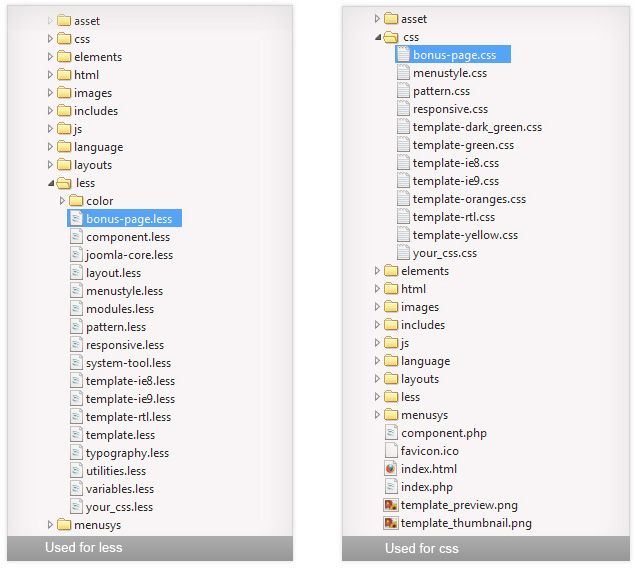 asset
css
elements
html
images
includes
js
language
layouts
less
color
bonus-page.less
component.less
joomla-core.less
layout.less
menustyle.less
modules.less
pattern.less
responsive.less
system-tool.less
template-ie8.less
template-ie9.less
template-rtl.less
template.less
typography.less
utilities.less
variables.less
your_css.less
menusys
Used for less
asset
css
bonus-page.css
menustyle.css
pattern.css
responsive.css
template-dark_green.css
template-green.css
template-ie8.css
template-ie9.css
template-oranges.css
template-rtl.css
template-yellow.css
your_css.css
elements
html
images
includes
js
language
layouts
less
menusys
component.php
favicon.ico
index.html
index.php
template_preview.png
template_thumbnail.png
Used for css